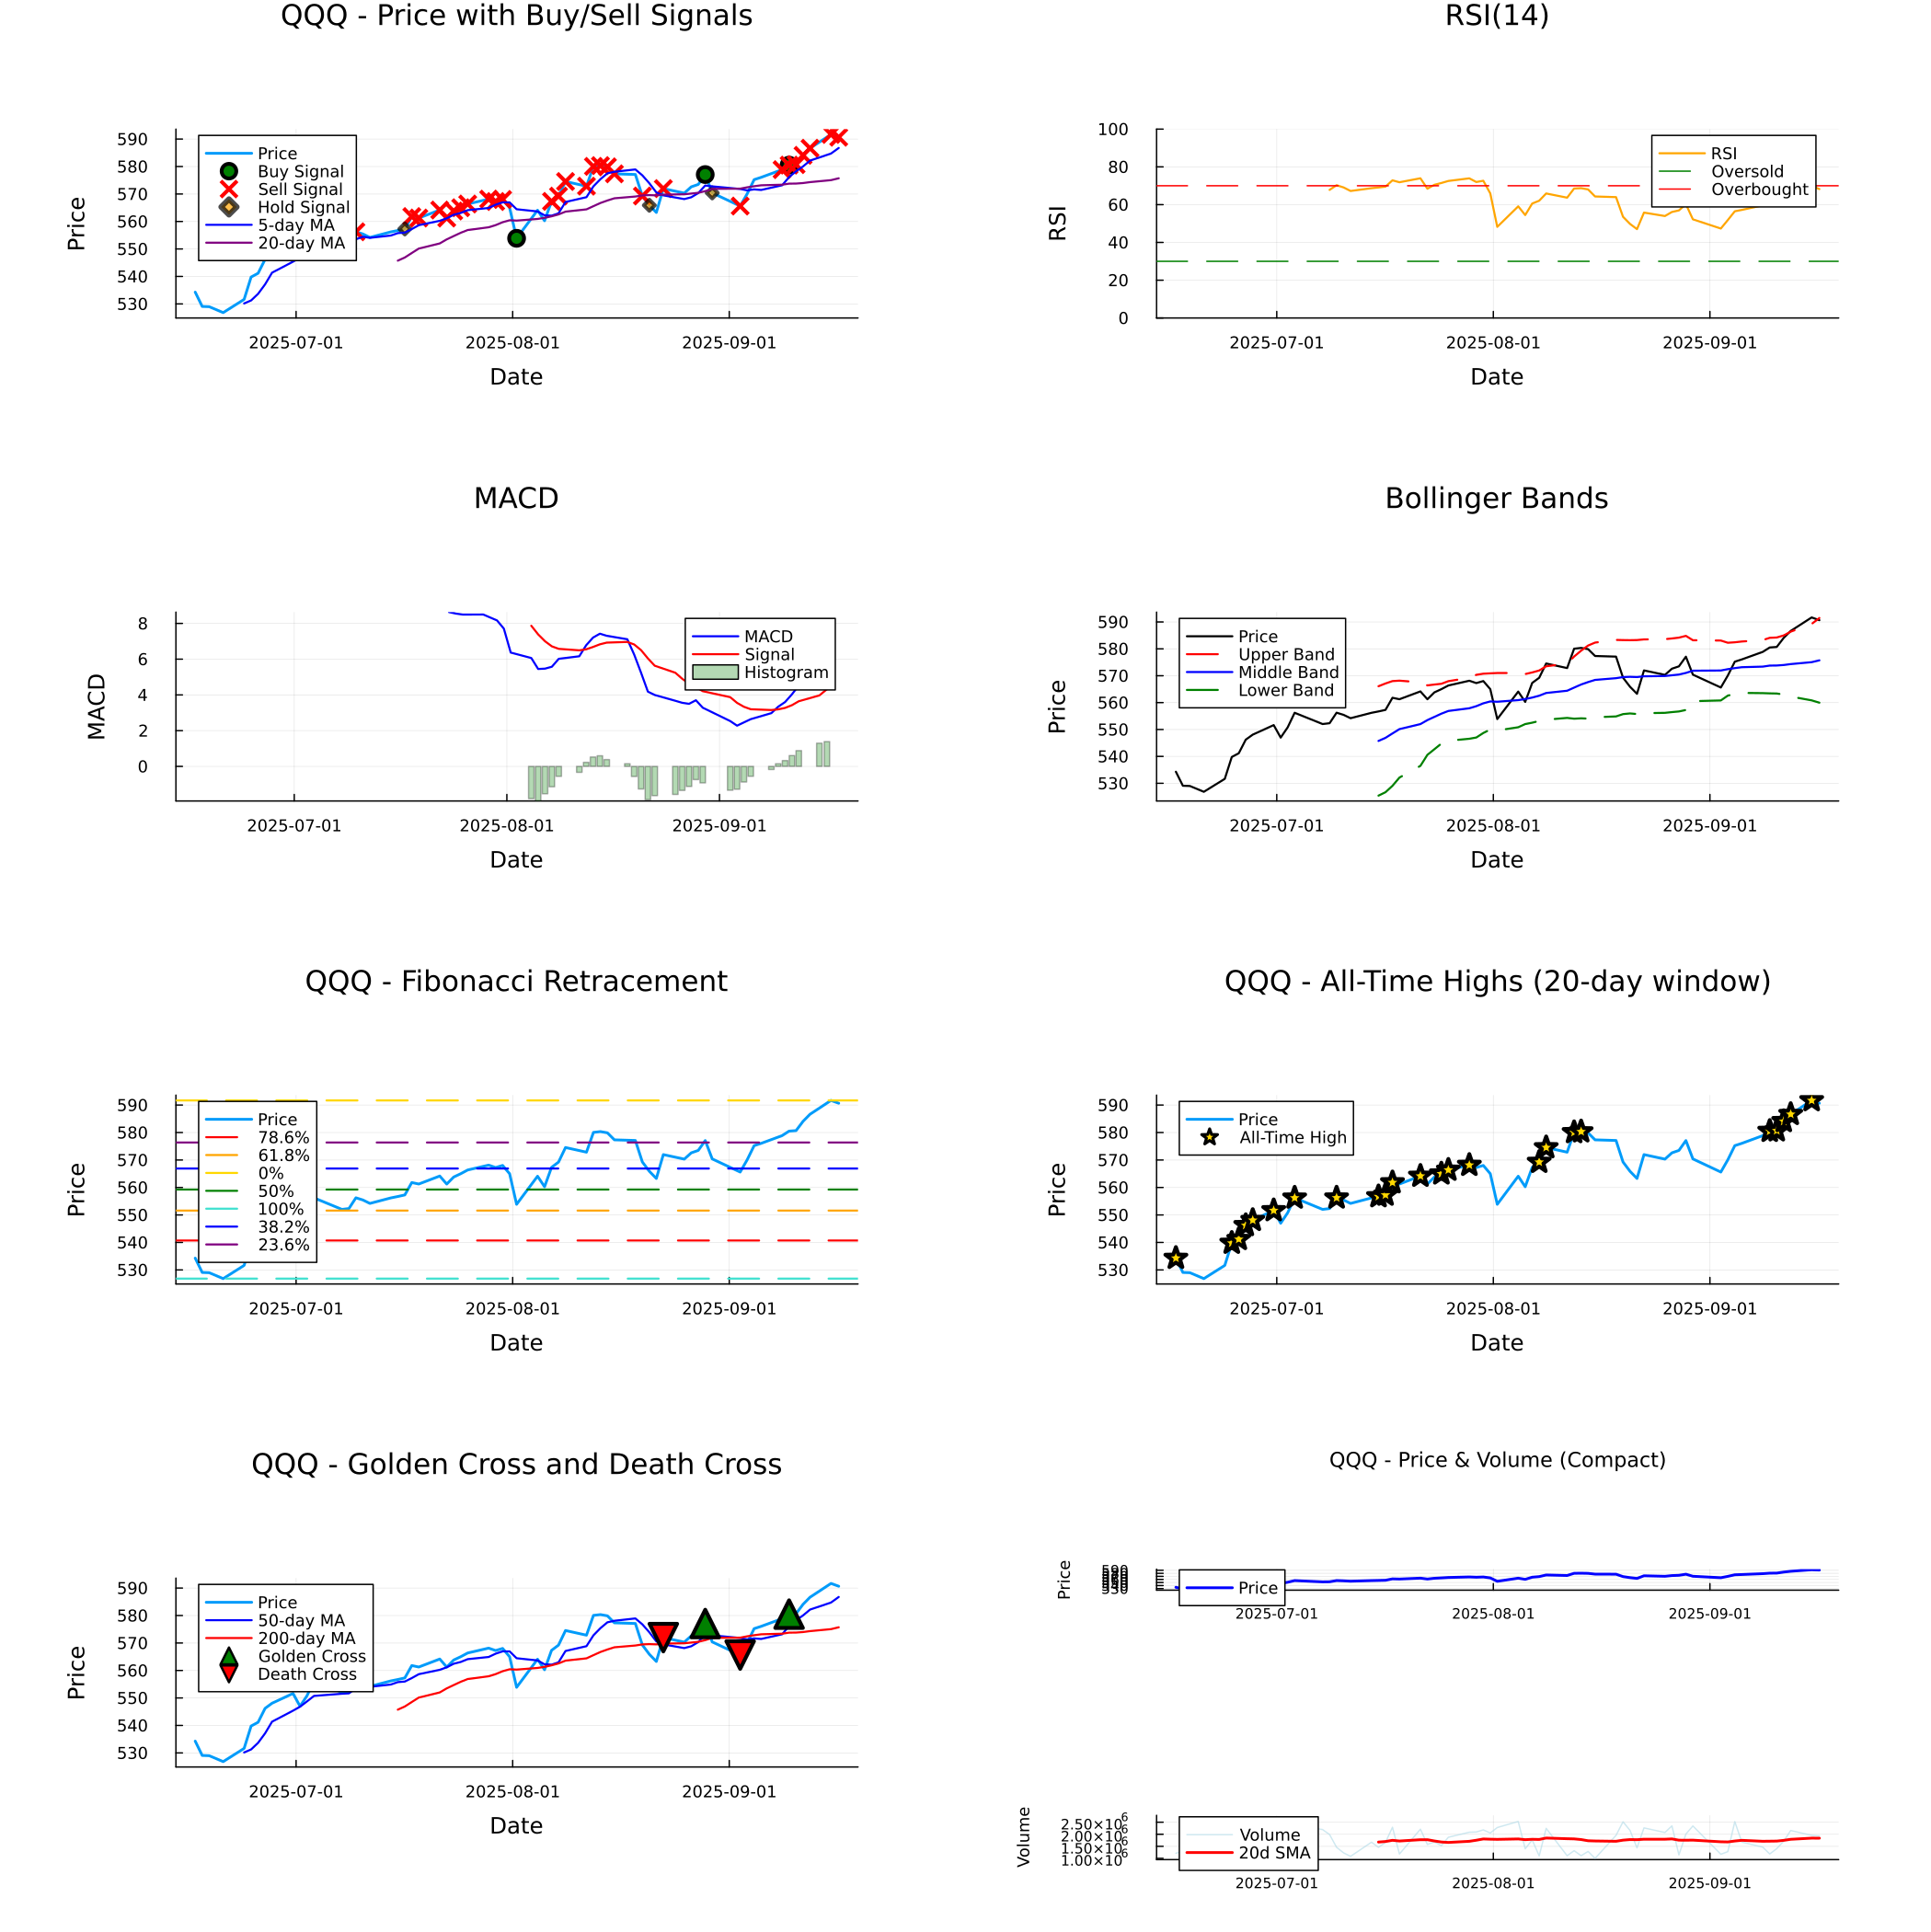 QQQ - Price with Buy/Sell Signals
Price
590
580
570
560
550
540
530
Price
Buy Signal
Sell Signal
Hold Signal
5-day MA
20-day MA
2025-07-01
2025-08-01
2025-09-01
Date
RSI(14)
RSI
100
80
60
40
20
0
RSI
Oversold
Overbought
2025-07-01
2025-08-01
2025-09-01
Date
MACD
MACD
8
6
4
2
0
MACD
Signal
Histogram
2025-07-01
2025-08-01
2025-09-01
Date
Bollinger Bands
Price
590
580
570
560
550
540
530
Price
Upper Band
Middle Band
Lower Band
2025-07-01
2025-08-01
2025-09-01
Date
QQQ - Fibonacci Retracement
Price
590
580
570
560
550
540
530
Price
78.6%
61.8%
0%
50%
100%
38.2%
23.6%
2025-07-01
2025-08-01
2025-09-01
Date
QQQ - All-Time Highs (20-day window)
Price
590
580
570
560
550
540
530
Price
All-Time High
2025-07-01
2025-08-01
2025-09-01
Date
QQQ - Golden Cross and Death Cross
Price
590
580
570
560
550
540
530
Price
50-day MA
200-day MA
Golden Cross
Death Cross
2025-07-01
2025-08-01
2025-09-01
Date
QQQ - Price & Volume (Compact)
Price
590
530
Price
2025-07-01
2025-08-01
2025-09-01
Volume
2.50×10⁶
2.00×10⁶
1.50×10⁶
1.00×10⁶
Volume
20d SMA
2025-07-01
2025-08-01
2025-09-01